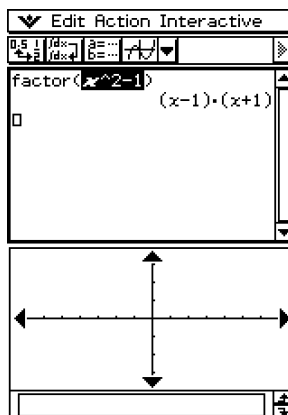 Edit Action Interactive
factor(x^2-1)
(x-1)·(x+1)